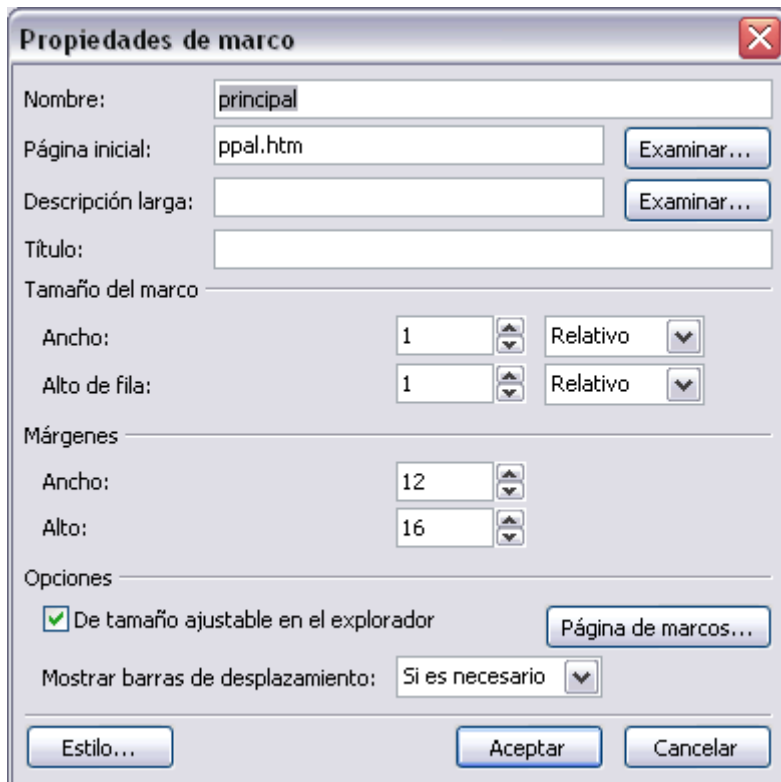 Propiedades de marco
Nombre: principal
Página inicial: ppal.htm Examinar...
Descripción larga: Examinar...
Título:
Tamaño del marco
Ancho: 1 Relativo
Alto de fila: 1 Relativo
Márgenes
Ancho: 12
Alto: 16
Opciones
De tamaño ajustable en el explorador Página de marcos...
Mostrar barras de desplazamiento: Si es necesario
Estilo... Aceptar Cancelar